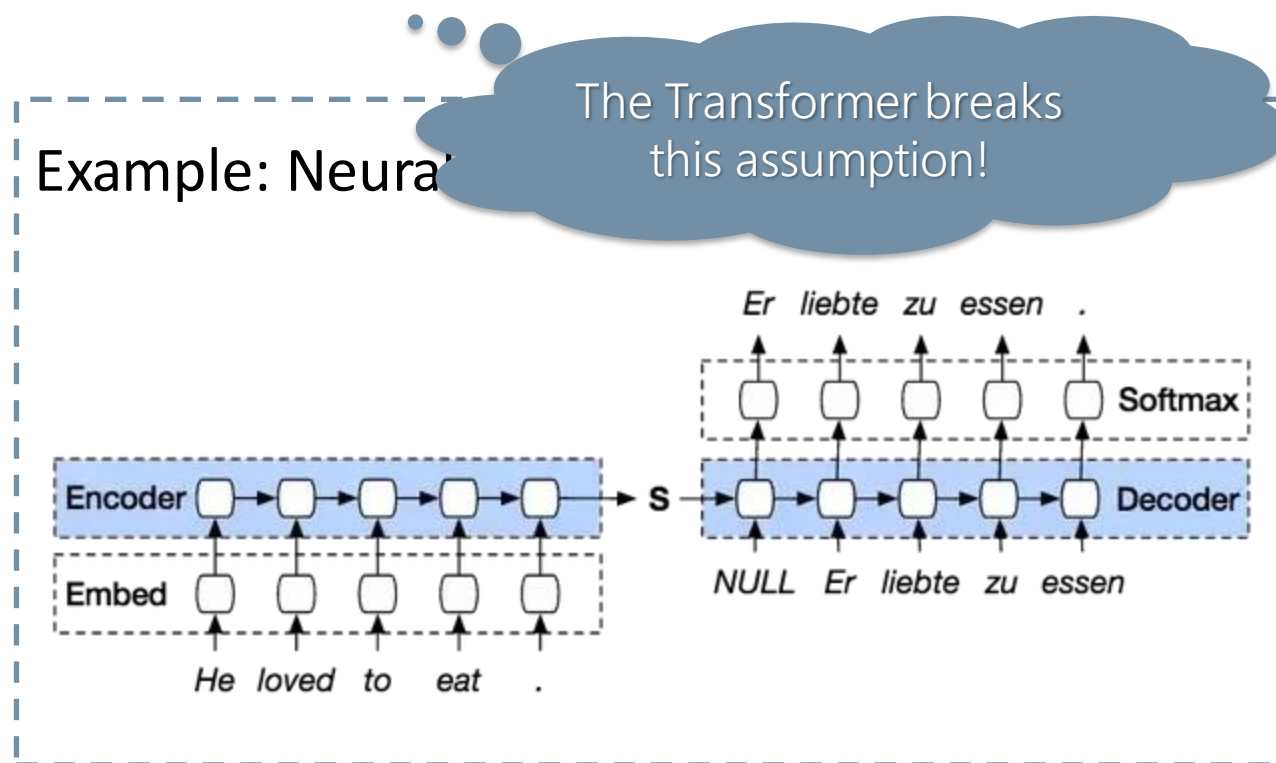 The Transformer breaks
this assumption!
Example: Neural
Er liebte zu essen .
Softmax
Encoder
S
Decoder
NULL Er liebte zu essen
Embed
He loved to eat .